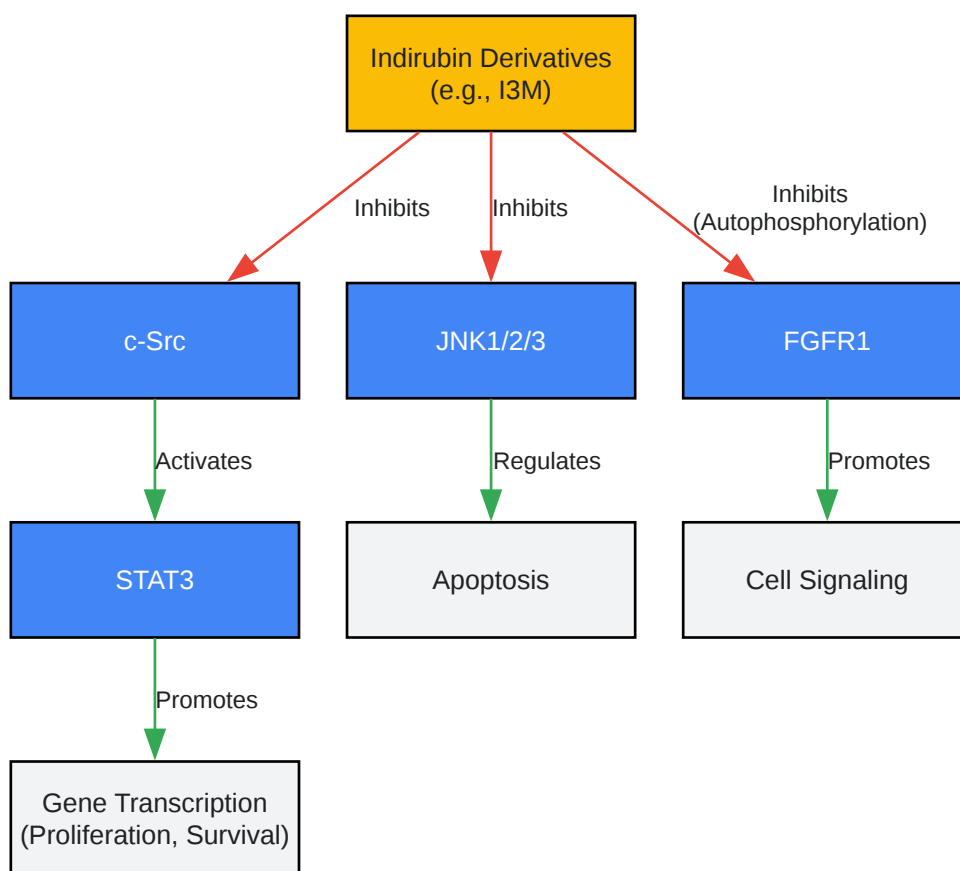 Indirubin Derivatives
(e.g., I3M)
Inhibits
Inhibits
Inhibits
(Autophosphorylation)
c-Src
JNK1/2/3
FGFR1
Activates
Regulates
Promotes
STAT3
Apoptosis
Cell Signaling
Promotes
Gene Transcription
(Proliferation, Survival)